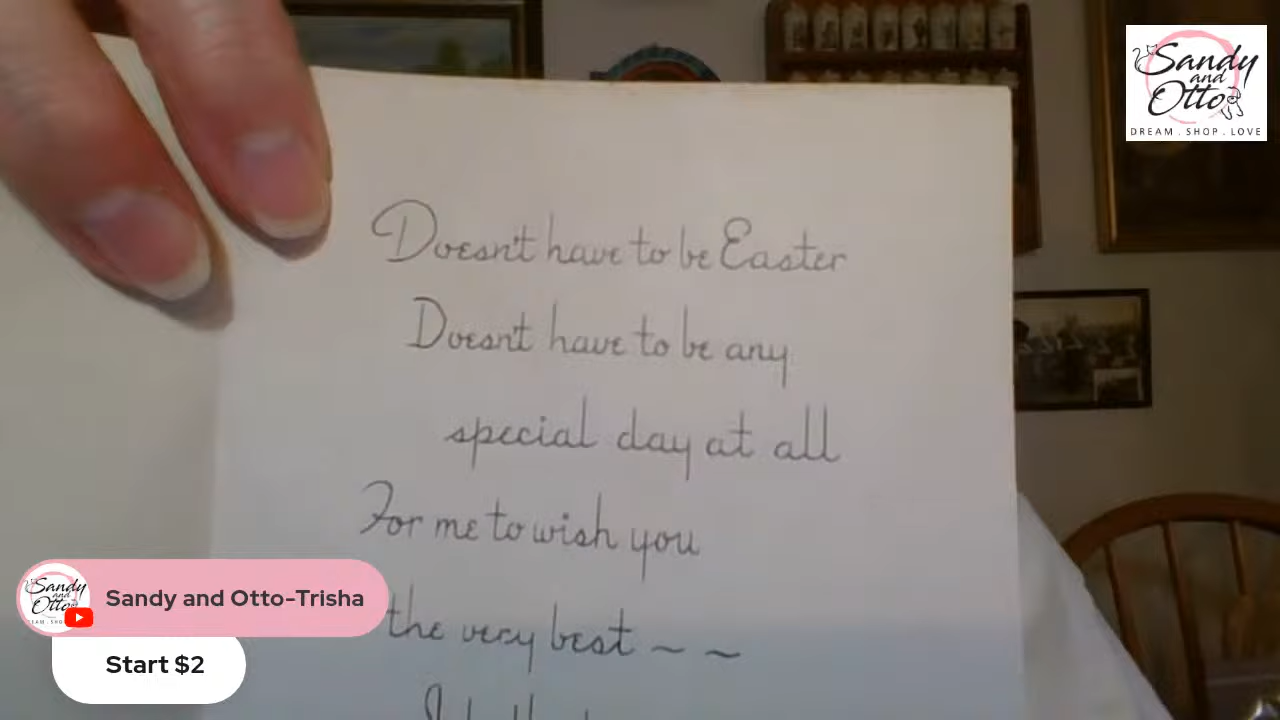 Sandy
and
Otto
DREAM . SHOP . LOVE
Doesn't have to be Easter
Doesn't have to be any
special day at all
For me to wish you
the very best ~ ~
Sandy and Otto-Trisha
Start $2